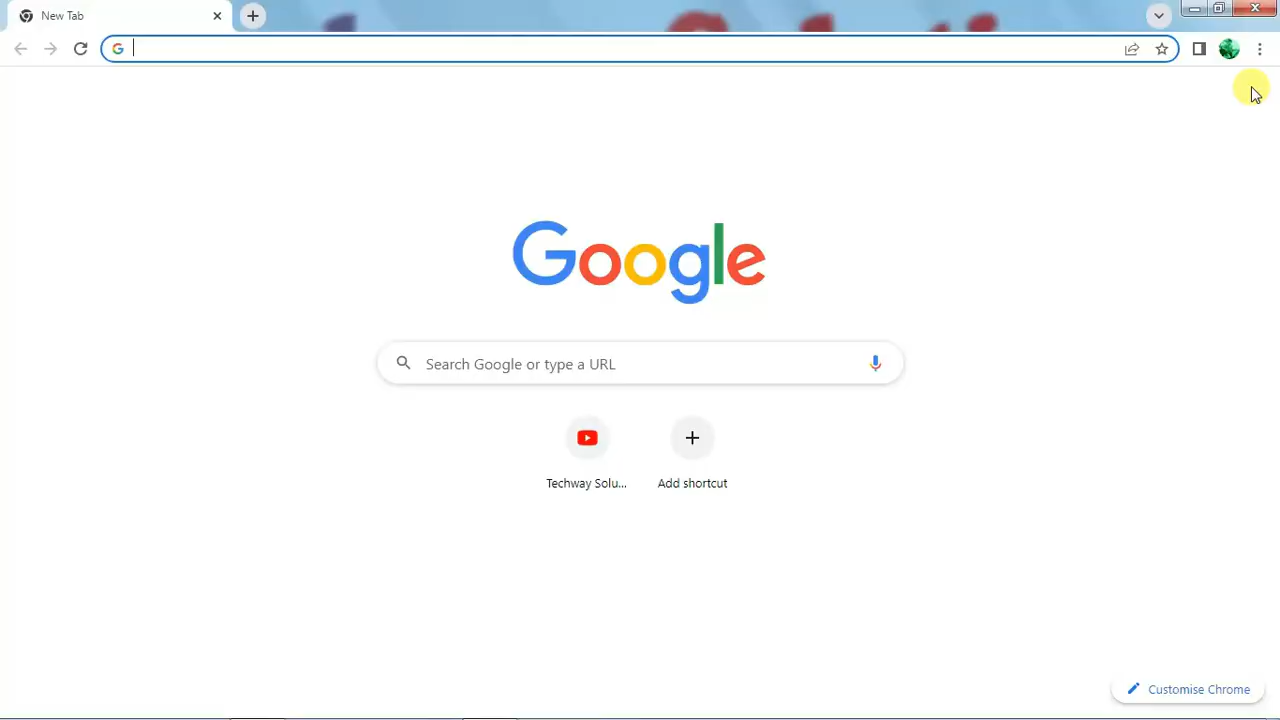 New Tab
Google
Search Google or type a URL
Techway Solu...
Add shortcut
Customise Chrome